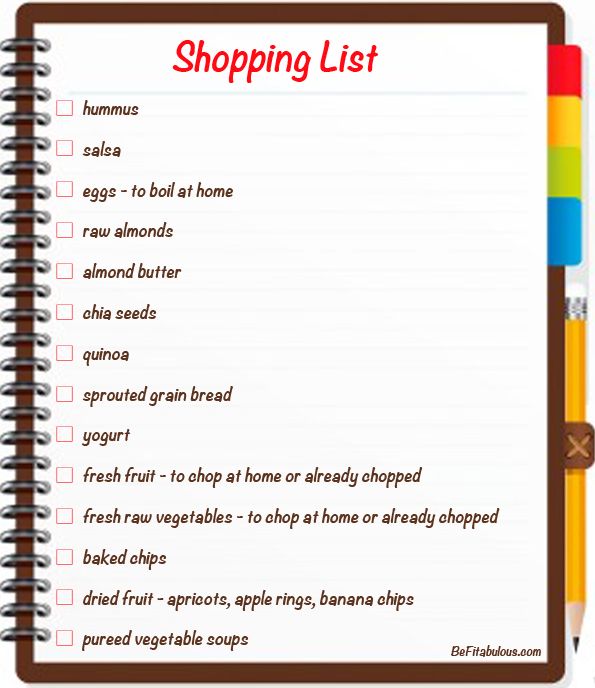 Shopping List
hummus
salsa
eggs - to boil at home
raw almonds
almond butter
chia seeds
quinoa
sprouted grain bread
yogurt
fresh fruit - to chop at home or already chopped
fresh raw vegetables - to chop at home or already chopped
baked chips
dried fruit - apricots, apple rings, banana chips
pureed vegetable soups
BeFitabulous.com